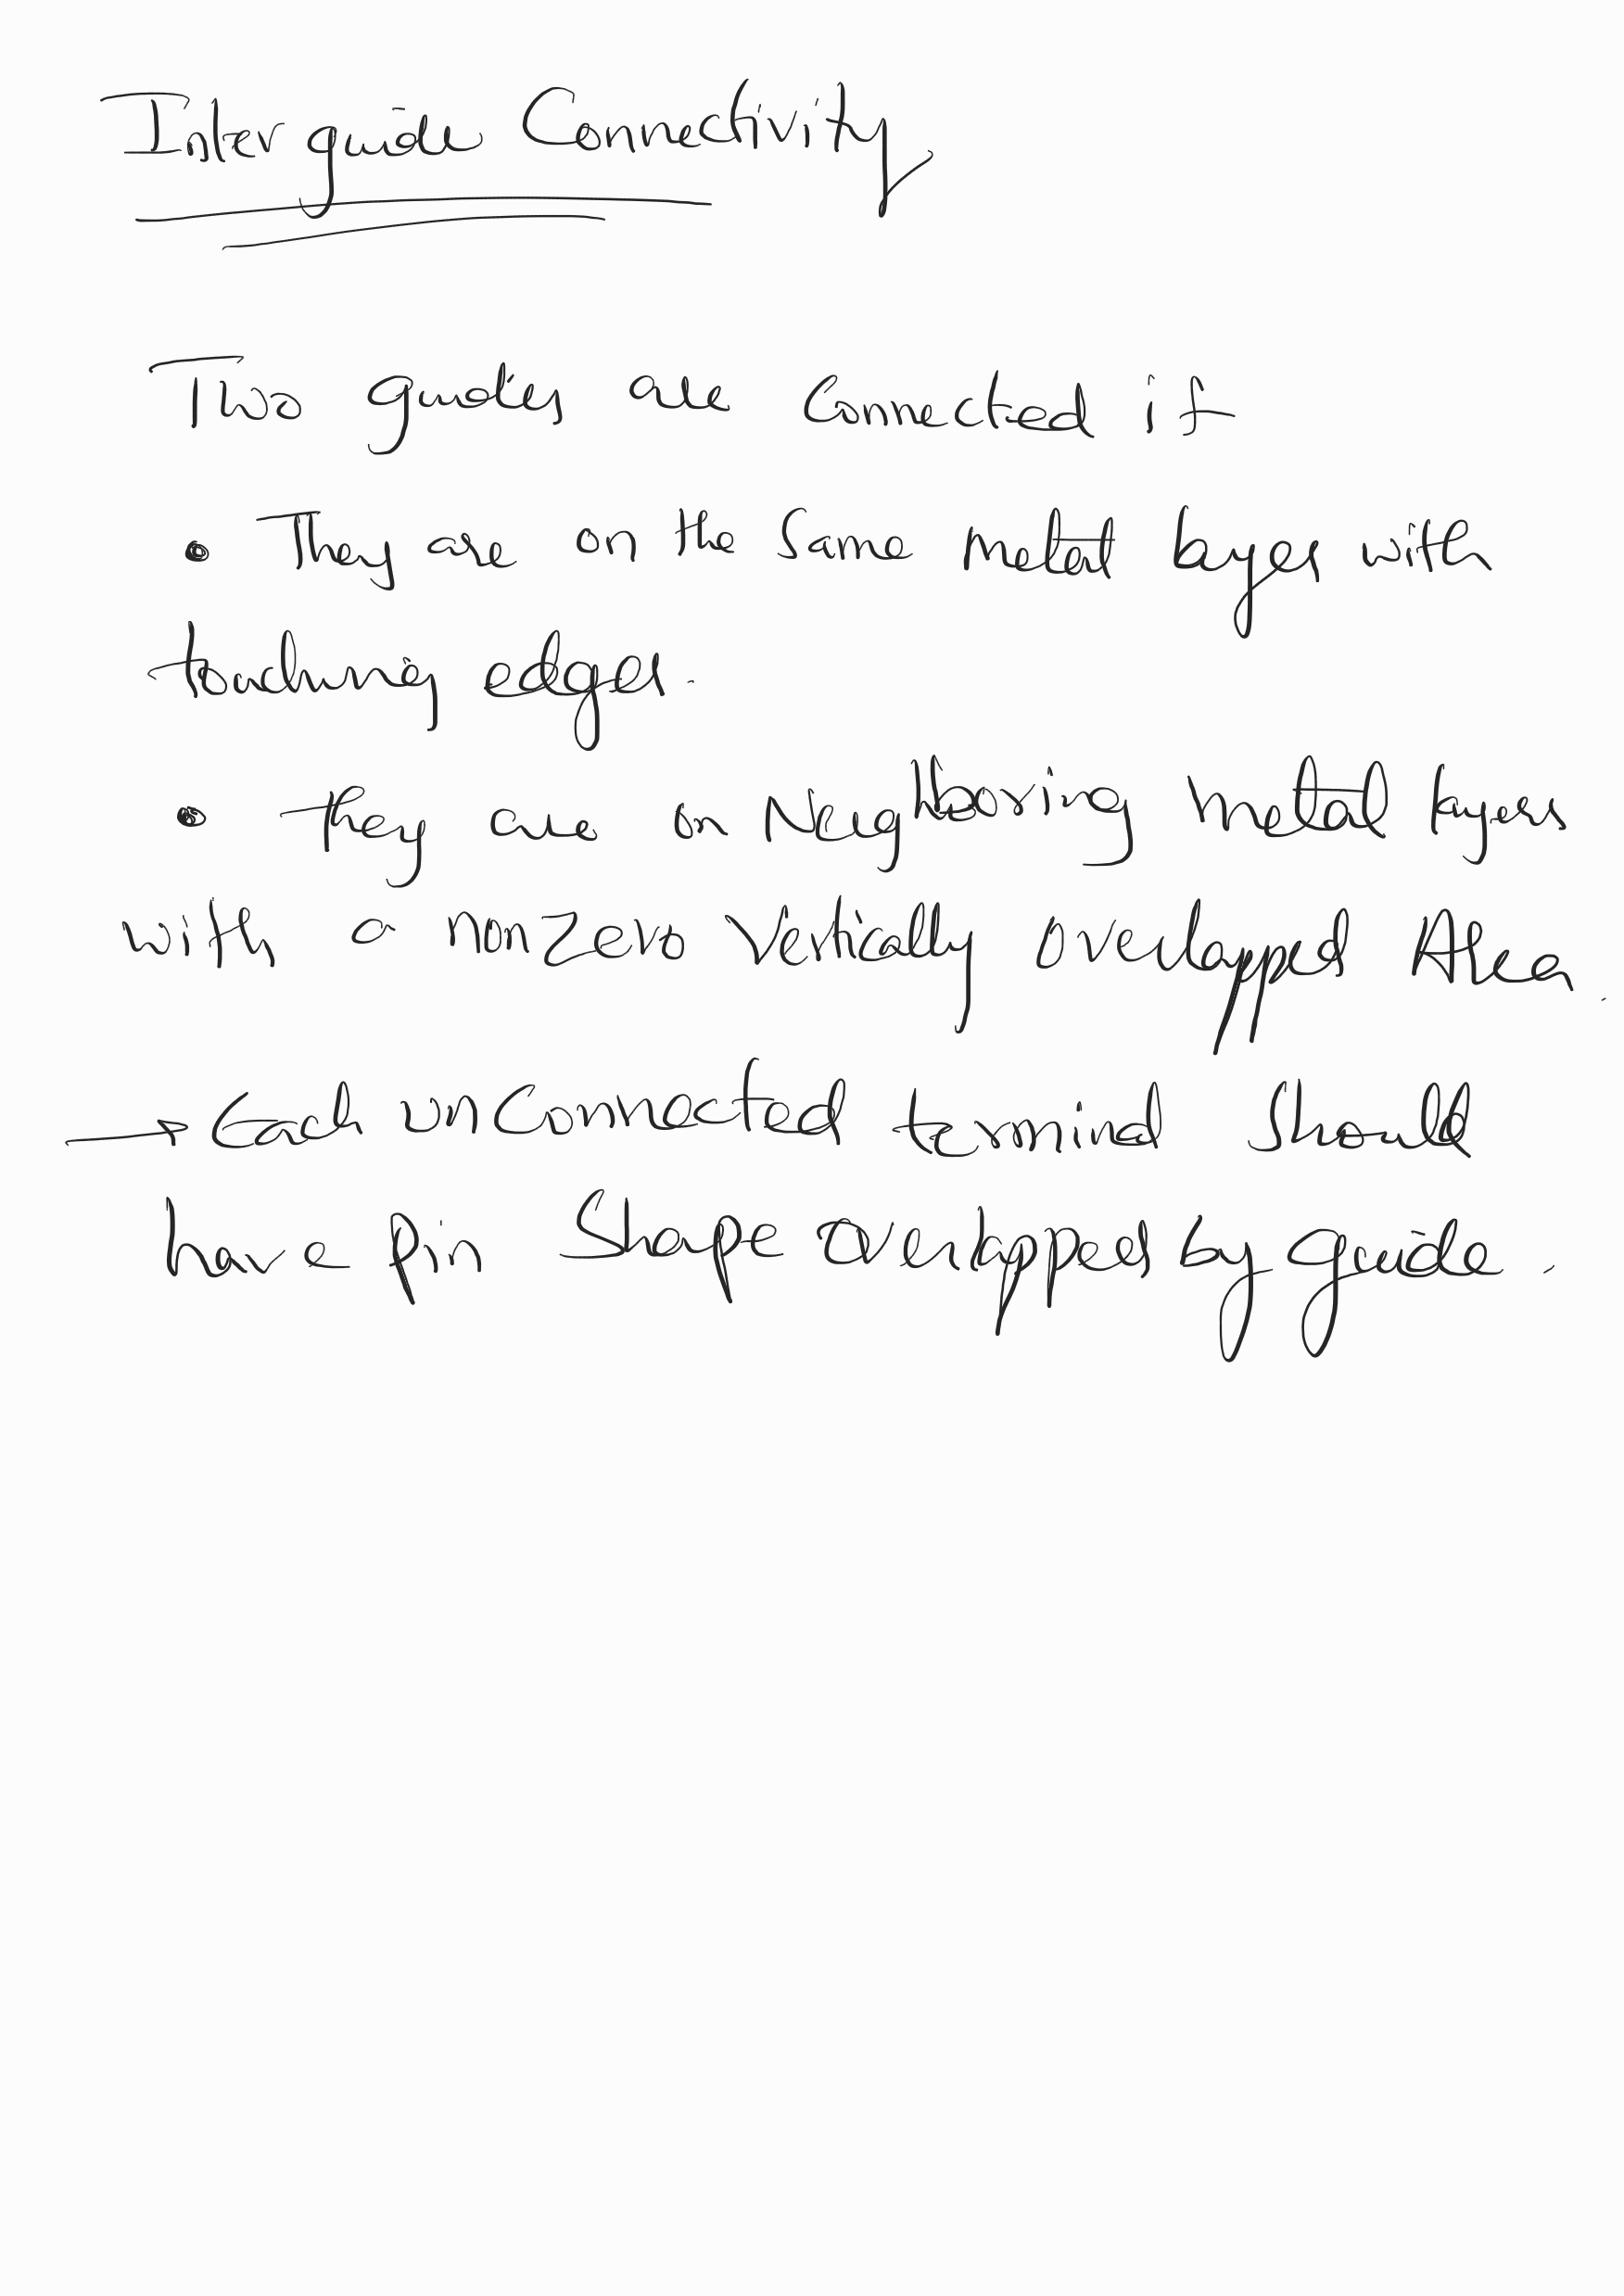 Inter guide Connectivity
Two guides are Connected if
• They are on the Same metal layer with
touching edges.
• They are on Neighboring metal layers
with a nonzero Vertically overlapped Area.
→ Each unConnected terminal Should
have pin Shape overlapped by guide.